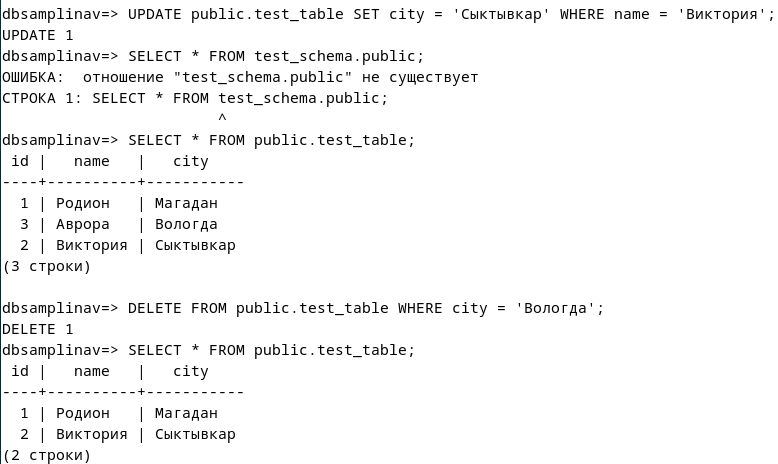 dbsamplinav=> UPDATE public.test_table SET city = 'Сыктывкар' WHERE name = 'Виктория';
UPDATE 1
dbsamplinav=> SELECT * FROM test_schema.public;
ОШИБКА:  отношение "test_schema.public" не существует
СТРОКА 1: SELECT * FROM test_schema.public;
                        ^
dbsamplinav=> SELECT * FROM public.test_table;
 id |   name   |   city
----+----------+-----------
  1 | Родион   | Магадан
  3 | Аврора   | Вологда
  2 | Виктория | Сыктывкар
(3 строки)

dbsamplinav=> DELETE FROM public.test_table WHERE city = 'Вологда';
DELETE 1
dbsamplinav=> SELECT * FROM public.test_table;
 id |   name   |   city
----+----------+-----------
  1 | Родион   | Магадан
  2 | Виктория | Сыктывкар
(2 строки)